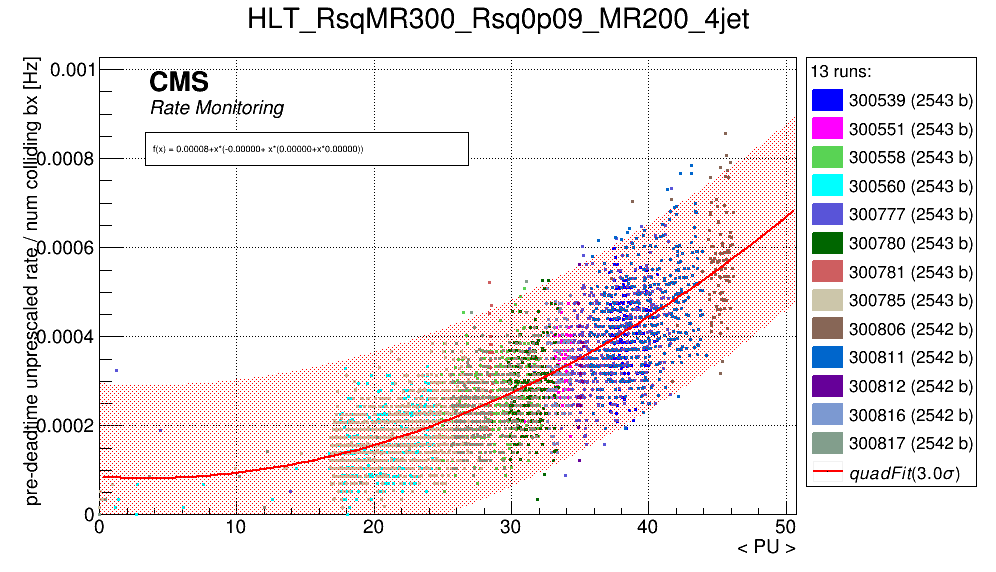 HLT_RsqMR300_Rsq0p09_MR200_4jet
pre-deadtime unprescaled rate / num colliding bx [Hz]
0.001
0.0008
0.0006
0.0004
0.0002
0
CMS
Rate Monitoring
f(x) = 0.00008+x*(-0.00000+ x*(0.00000+x*0.00000))
0 10 20 30 40 50
< PU >
13 runs:
300539 (2543 b)
300551 (2543 b)
300558 (2543 b)
300560 (2543 b)
300777 (2543 b)
300780 (2543 b)
300781 (2543 b)
300785 (2543 b)
300806 (2542 b)
300811 (2542 b)
300812 (2542 b)
300816 (2542 b)
300817 (2542 b)
quadFit(3.0σ)